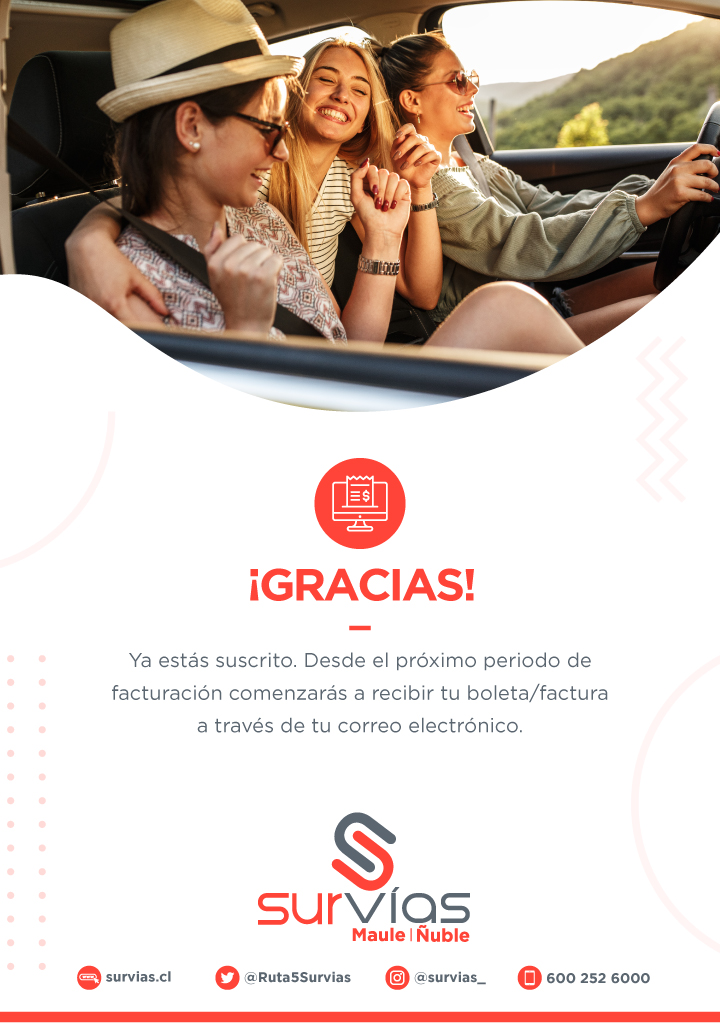 ¡GRACIAS!
Ya estás suscrito. Desde el próximo periodo de
facturación comenzarás a recibir tu boleta/factura
a través de tu correo electrónico.
survías
Maule | Ñuble
survias.cl @Ruta5Survias @survias_ 600 252 6000